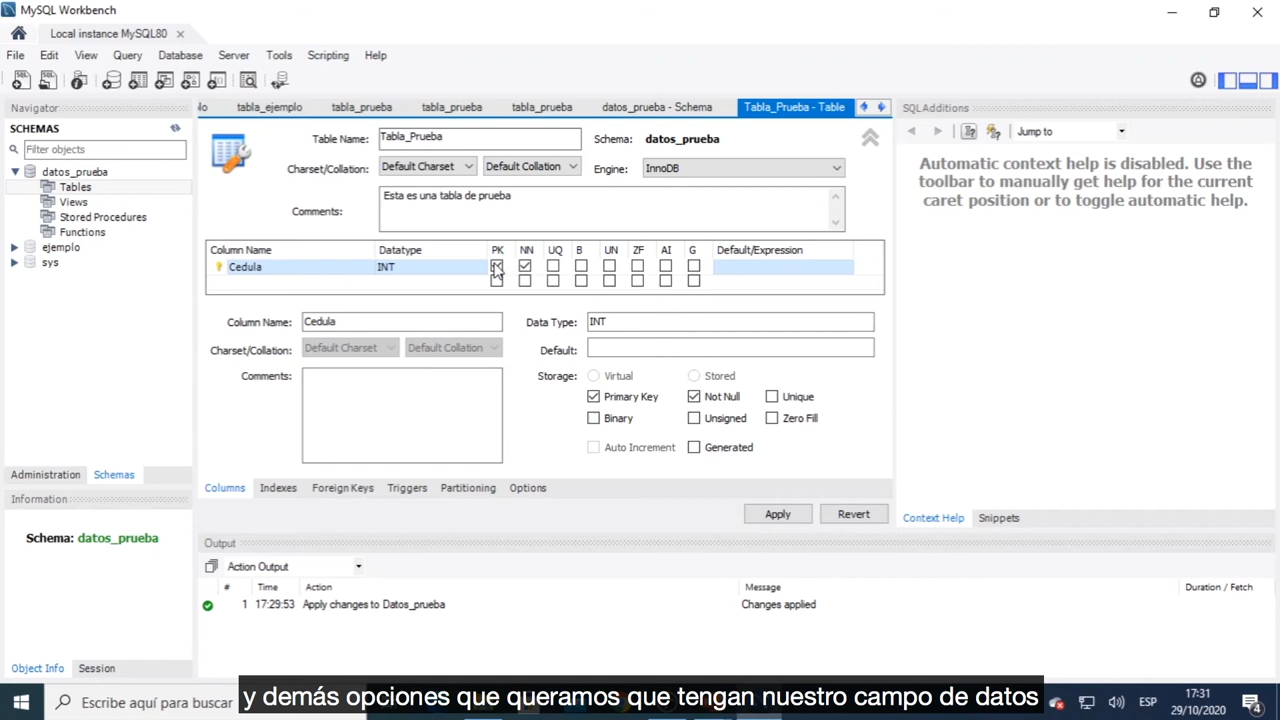 MySQL Workbench
Local instance MySQL80
File Edit View Query Database Server Tools Scripting Help
Navigator
SCHEMAS
Filter objects
datos_prueba
Tables
Views
Stored Procedures
Functions
ejemplo
sys
Administration Schemas
Information
Schema: datos_prueba
Object Info Session
lo tabla_ejemplo tabla_prueba tabla_prueba tabla_prueba datos_prueba - Schema Tabla_Prueba - Table
Table Name: Tabla_Prueba Schema: datos_prueba
Charset/Collation: Default Charset Default Collation Engine: InnoDB
Comments: Esta es una tabla de prueba
Column Name Datatype PK NN UQ B UN ZF AI G Default/Expression
Cedula INT
Column Name: Cedula Data Type: INT
Charset/Collation: Default Charset Default Collation Default:
Comments: Storage: Virtual Stored
Primary Key Not Null Unique
Binary Unsigned Zero Fill
Auto Increment Generated
Columns Indexes Foreign Keys Triggers Partitioning Options
Apply Revert
SQLAdditions
Jump to
Automatic context help is disabled. Use the
toolbar to manually get help for the current
caret position or to toggle automatic help.
Context Help Snippets
Output
Action Output
# Time Action Message Duration / Fetch
1 17:29:53 Apply changes to Datos_prueba Changes applied
y demás opciones que queramos que tengan nuestro campo de datos
Escribe aquí para buscar
ESP
17:31
29/10/2020
4